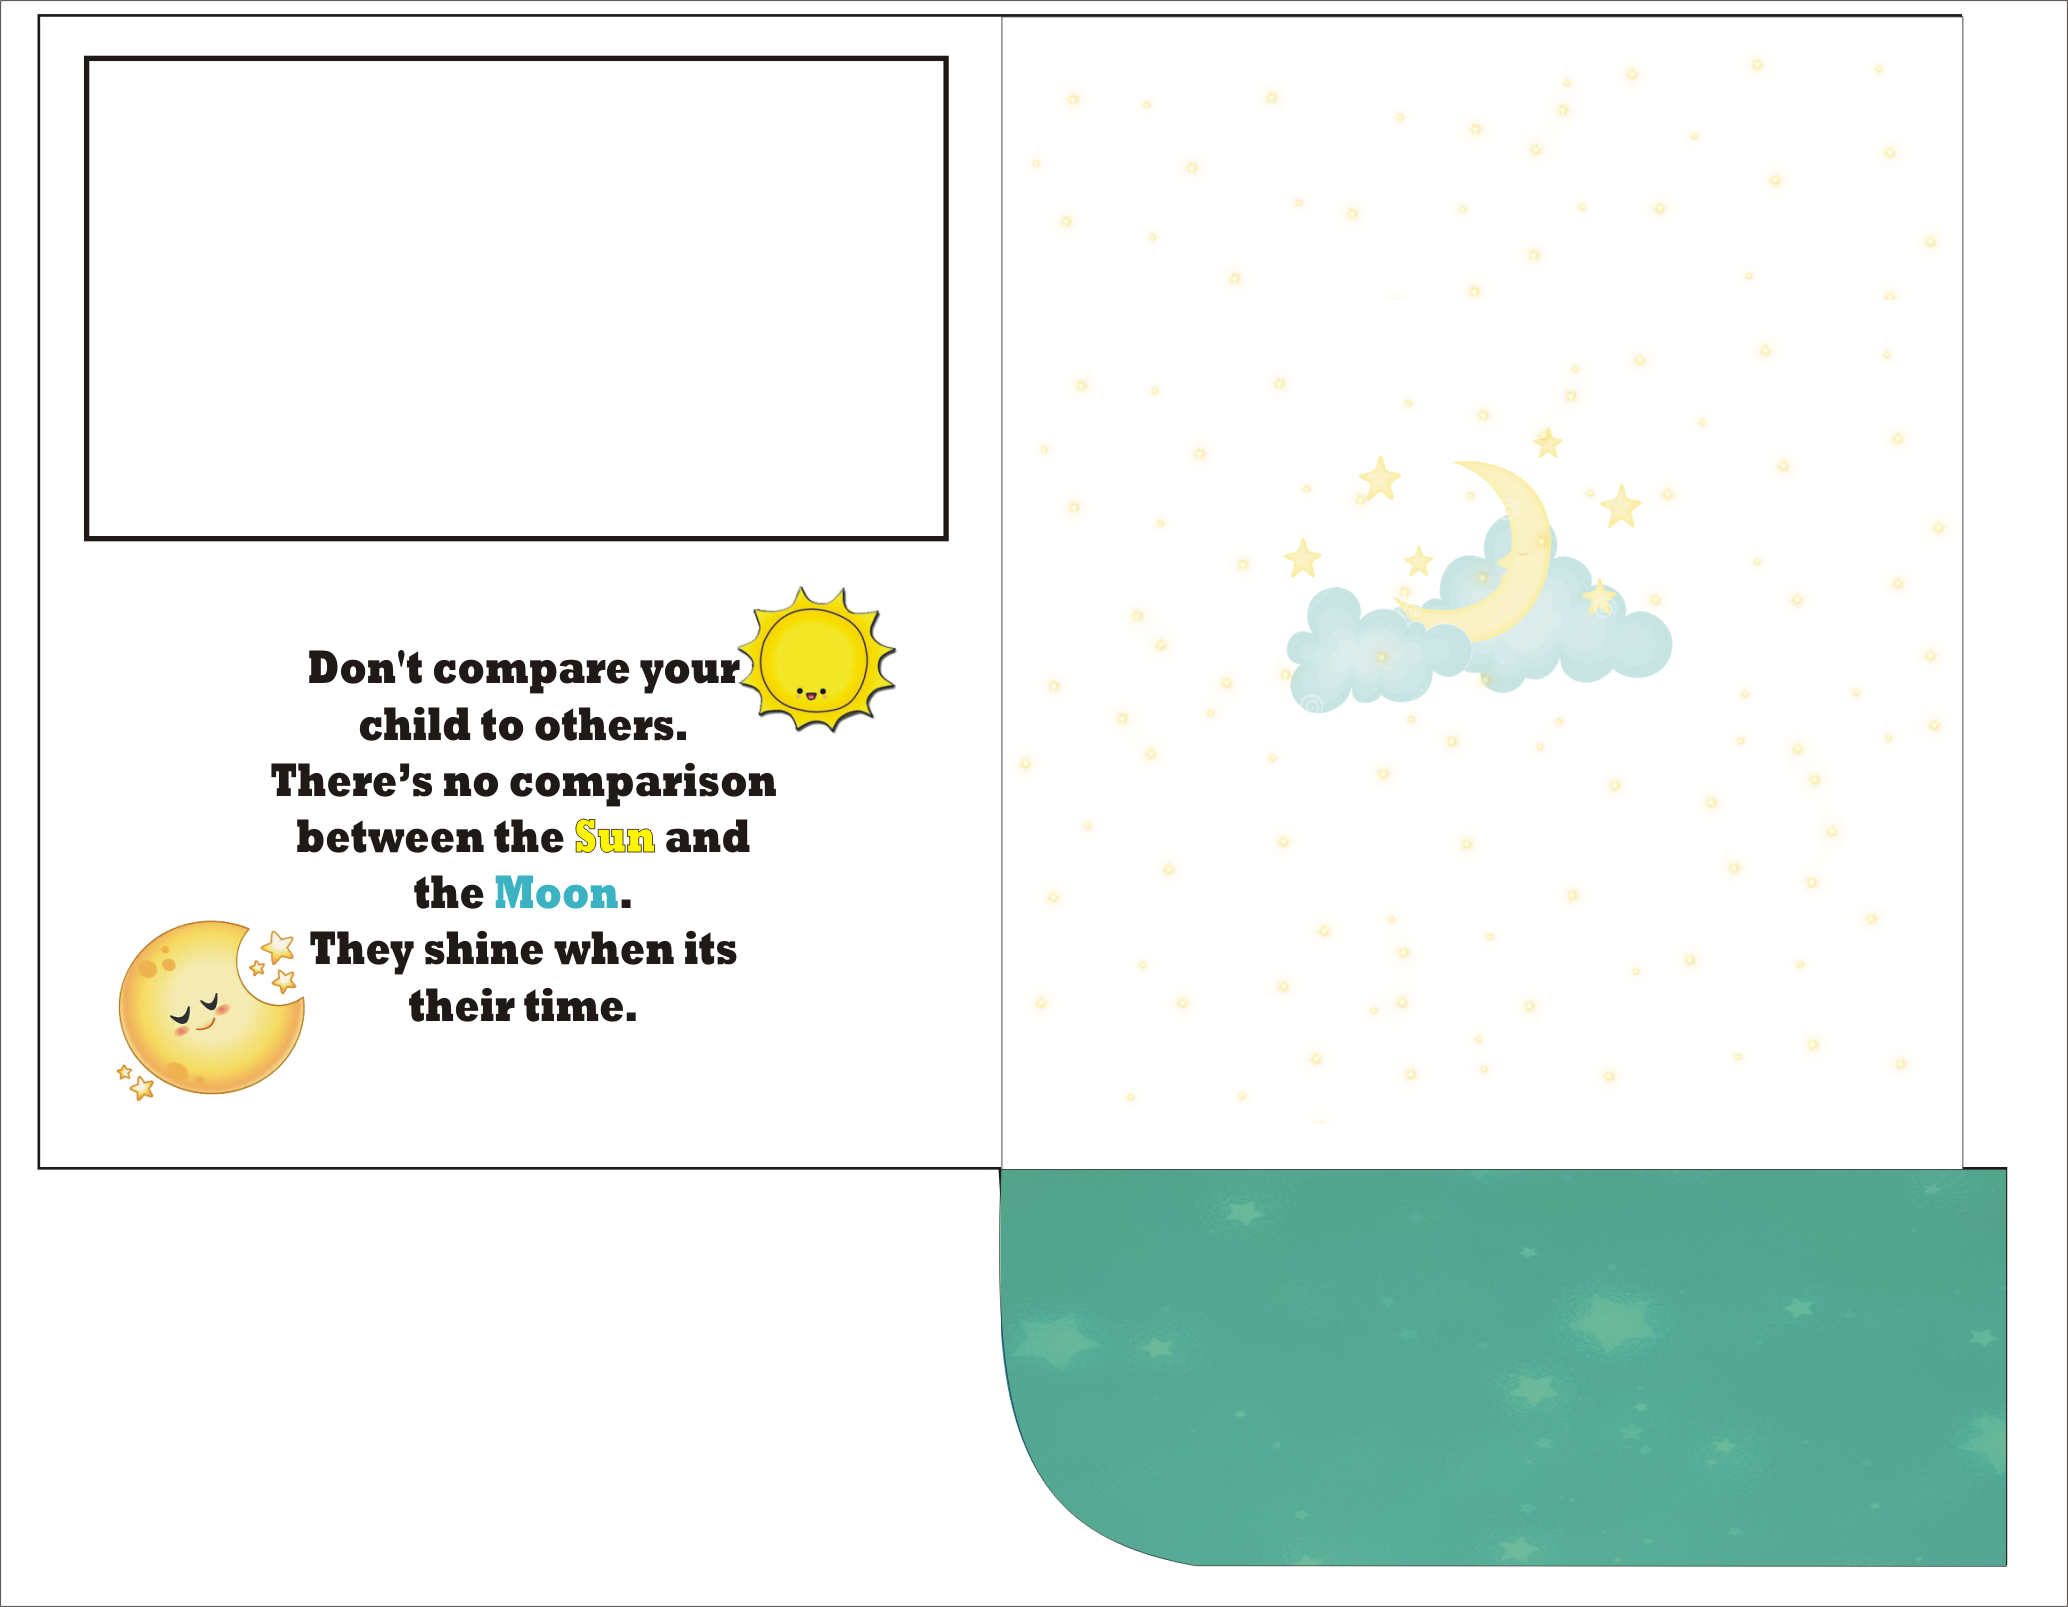 Don't compare your
child to others.
There’s no comparison
between the Sun and
the Moon.
They shine when its
their time.